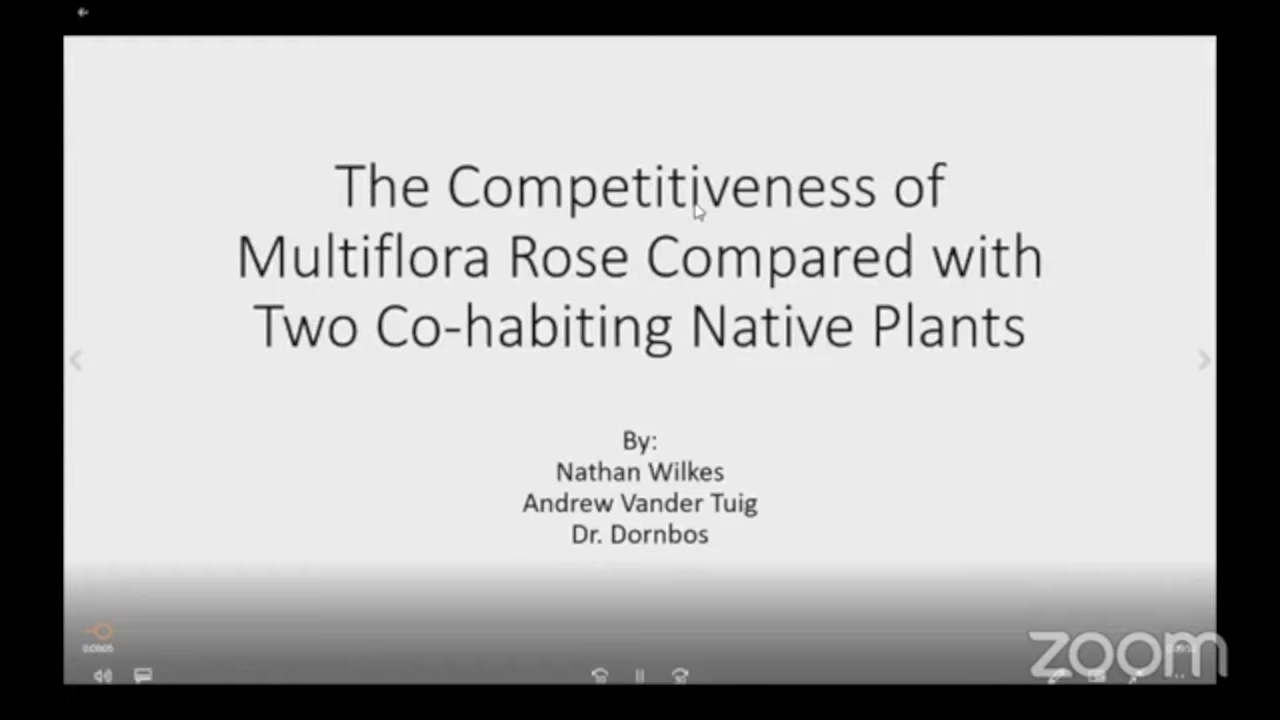 The Competitiveness of
Multiflora Rose Compared with
Two Co-habiting Native Plants
By:
Nathan Wilkes
Andrew Vander Tuig
Dr. Dornbos
zoom